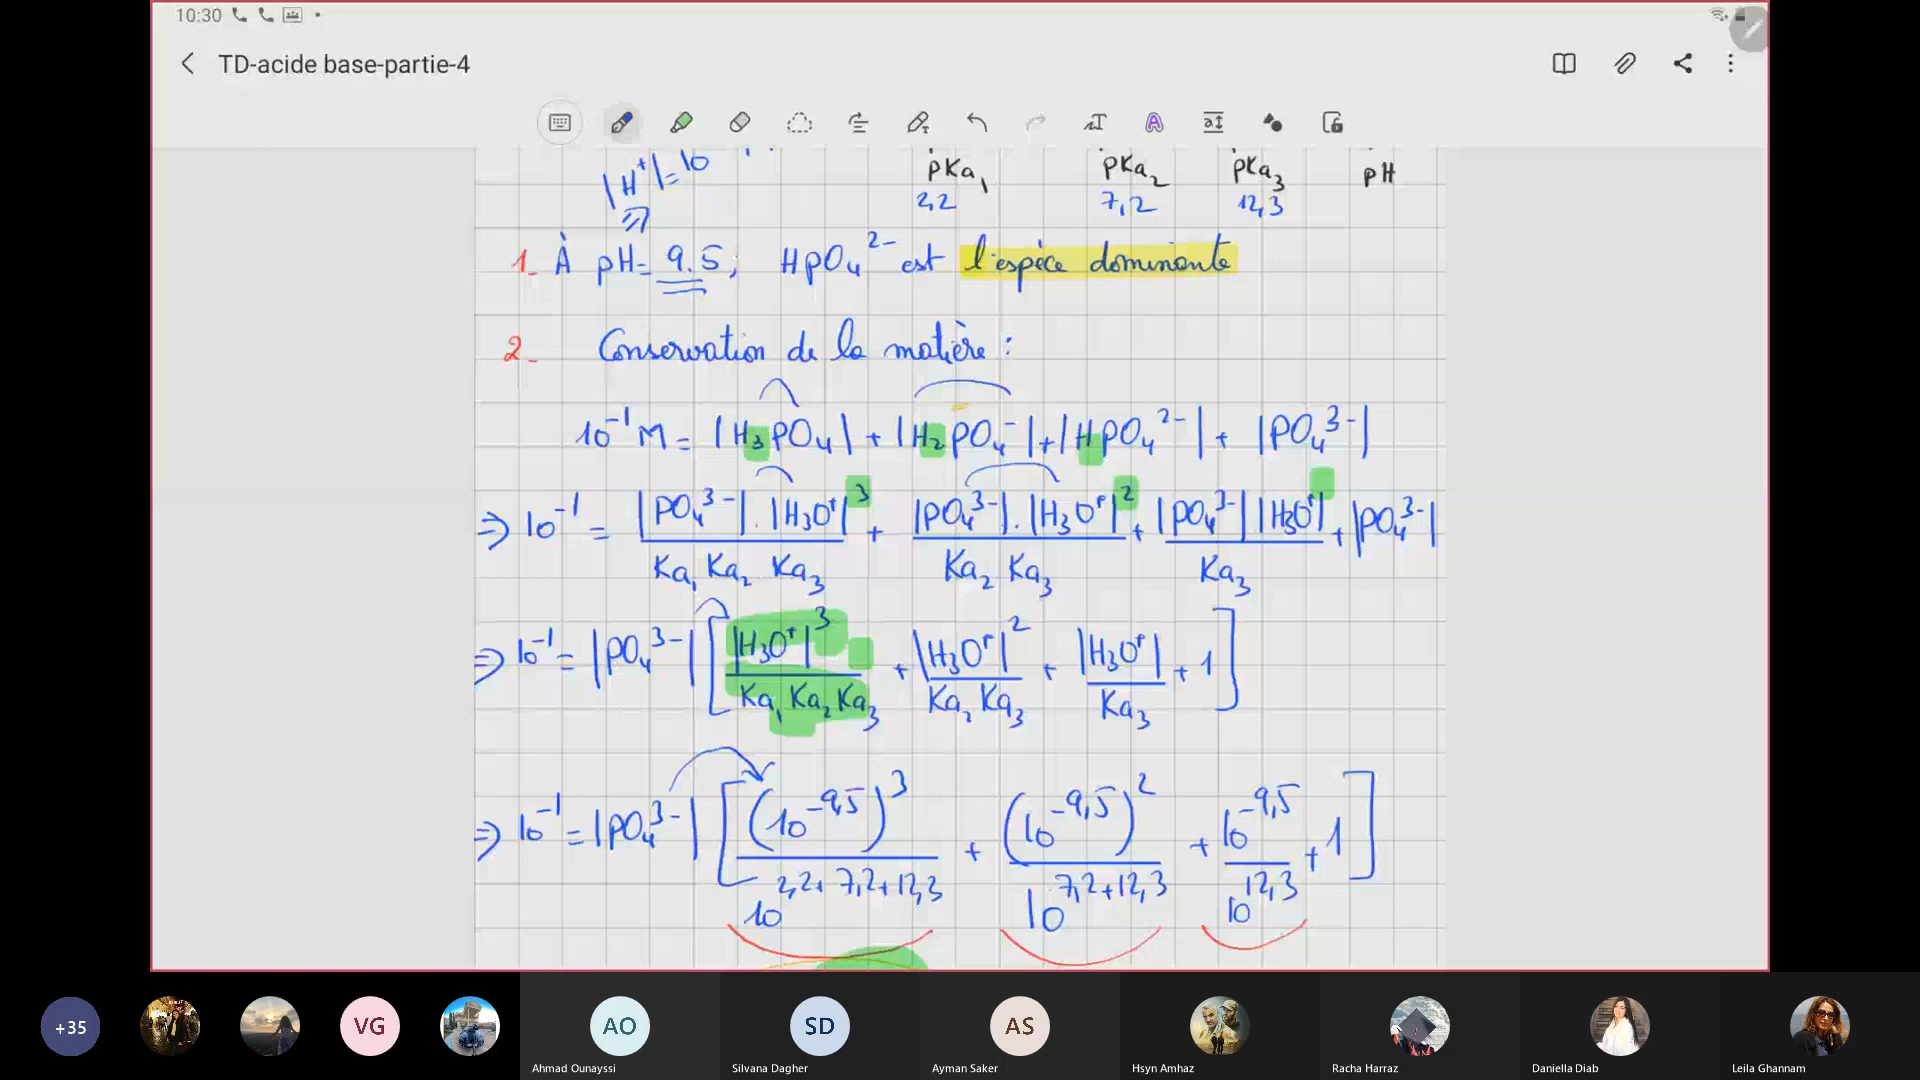 10:30
TD-acide base-partie-4
|H⁺|=10
pKa₁ pKa₂ pKa₃ pH
2,2 7,2 12,3
1- À pH= 9.5; HPO₄²⁻ est l'espèce dominante
2- Conservation de la matière :
10⁻¹ M = |H₃PO₄| + |H₂PO₄⁻| + |HPO₄²⁻| + |PO₄³⁻|
⇒ 10⁻¹ = |PO₄³⁻| . |H₃O⁺|³ / Ka₁ Ka₂ Ka₃ + |PO₄³⁻| . |H₃O⁺|² / Ka₂ Ka₃ + |PO₄³⁻| |H₃O⁺| / Ka₃ + |PO₄³⁻|
⇒ 10⁻¹ = |PO₄³⁻| [ |H₃O⁺|³ / Ka₁ Ka₂ Ka₃ + |H₃O⁺|² / Ka₂ Ka₃ + |H₃O⁺| / Ka₃ + 1 ]
⇒ 10⁻¹ = |PO₄³⁻| [ (10^-9,5)³ / 10^-2,2+7,2+12,3 + (10^-9,5)² / 10^7,2+12,3 + 10^-9,5 / 10^12,3 + 1 ]
+35 VG AO SD AS
Ahmad Ounayssi Silvana Dagher Ayman Saker Hsyn Amhaz Racha Harraz Daniella Diab Leila Ghannam